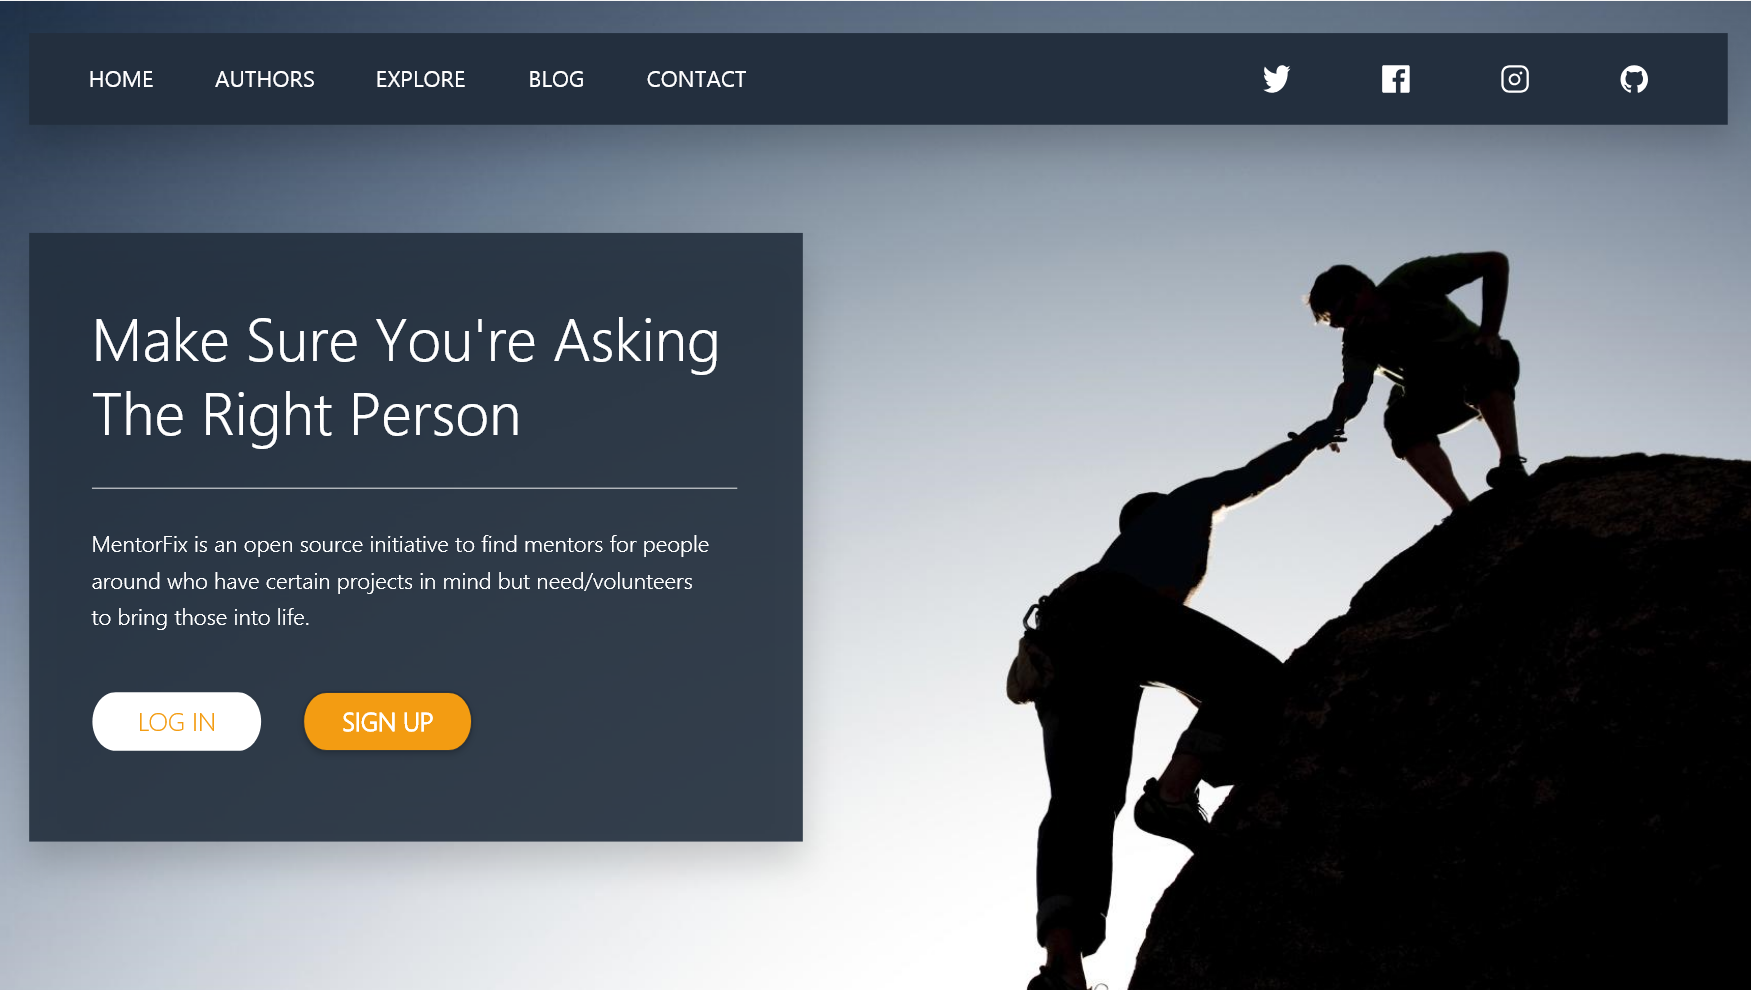 HOME AUTHORS EXPLORE BLOG CONTACT
Make Sure You're Asking
The Right Person
MentorFix is an open source initiative to find mentors for people
around who have certain projects in mind but need/volunteers
to bring those into life.
LOG IN SIGN UP